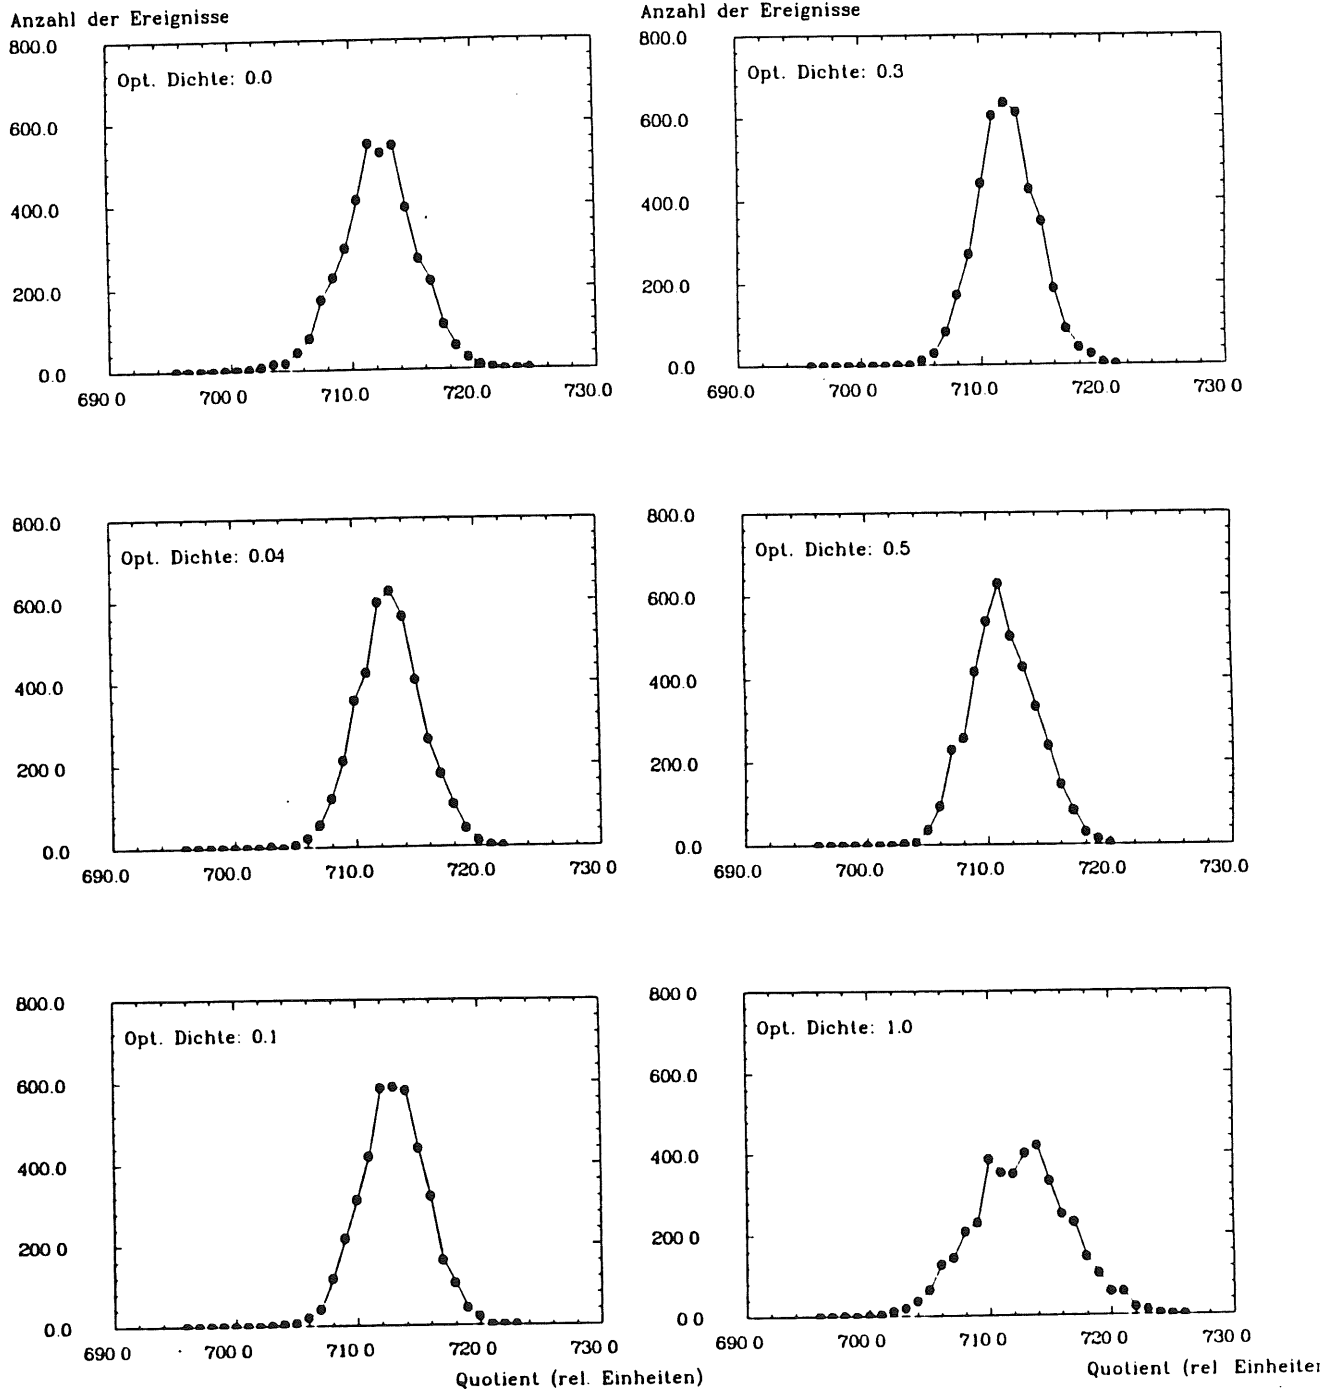 Anzahl der Ereignisse
800.0
Opt. Dichte: 0.0
600.0
400.0
200.0
0.0
690 0 700.0 710.0 720.0 730.0
Anzahl der Ereignisse
800.0
Opt. Dichte: 0.3
600.0
400.0
200.0
0.0
690 0 700.0 710.0 720.0 730.0
800.0
Opt. Dichte: 0.04
600.0
400.0
200 0
0.0
690.0 700.0 710.0 720.0 730.0
800.0
Opt. Dichte: 0.5
600.0
400.0
200.0
0.0
690.0 700.0 710.0 720.0 730.0
800.0
Opt. Dichte: 0.1
600.0
400.0
200 0
0.0
690 0 700 0 710 0 720.0 730.0
Quotient (rel. Einheiten)
800 0
Opt. Dichte: 1.0
600.0
400.0
200 0
00
690 0 700.0 710 0 720.0 730.0
Quotient (rel Einheiter